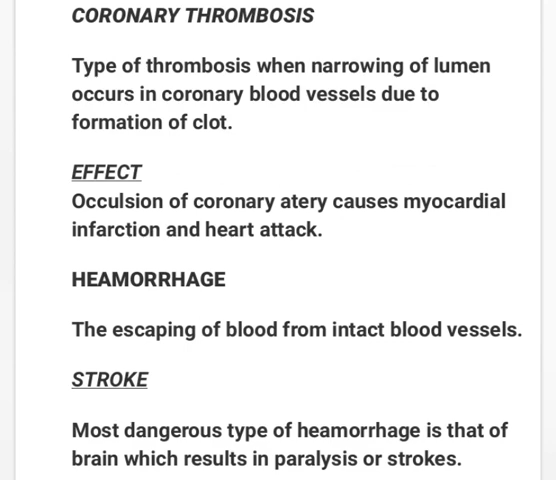 CORONARY THROMBOSIS
Type of thrombosis when narrowing of lumen
occurs in coronary blood vessels due to
formation of clot.
EFFECT
Occulsion of coronary atery causes myocardial
infarction and heart attack.
HEAMORRHAGE
The escaping of blood from intact blood vessels.
STROKE
Most dangerous type of heamorrhage is that of
brain which results in paralysis or strokes.